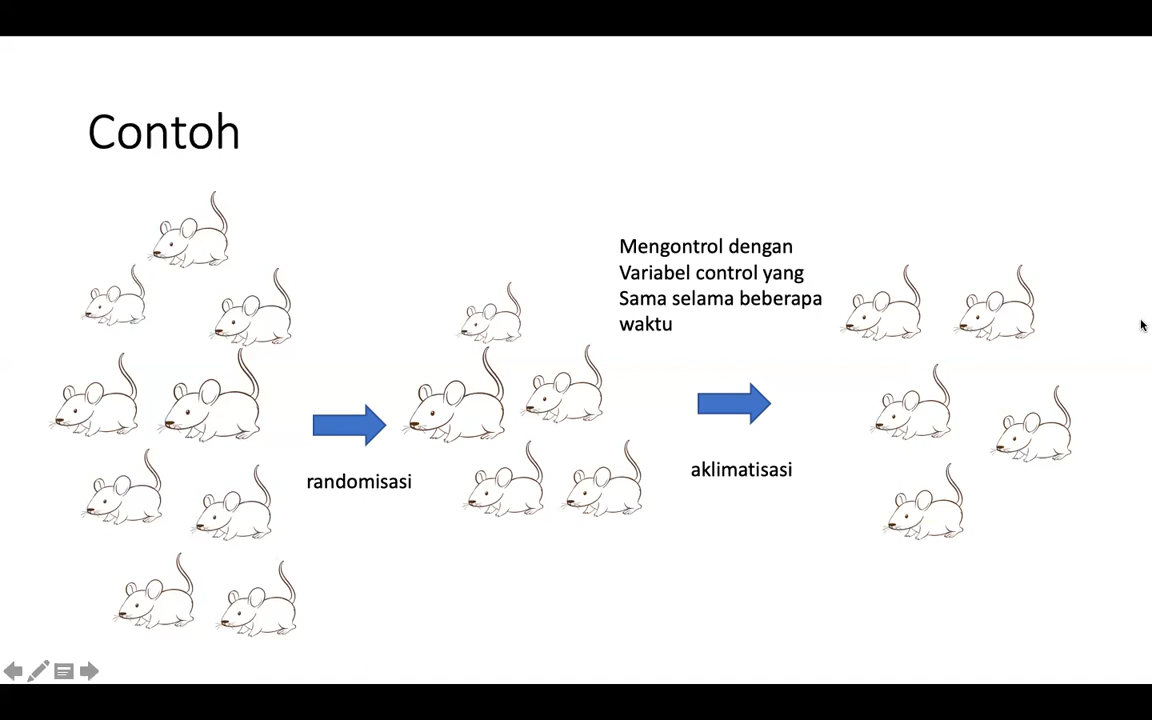 Contoh
Mengontrol dengan
Variabel control yang
Sama selama beberapa
waktu
randomisasi
aklimatisasi